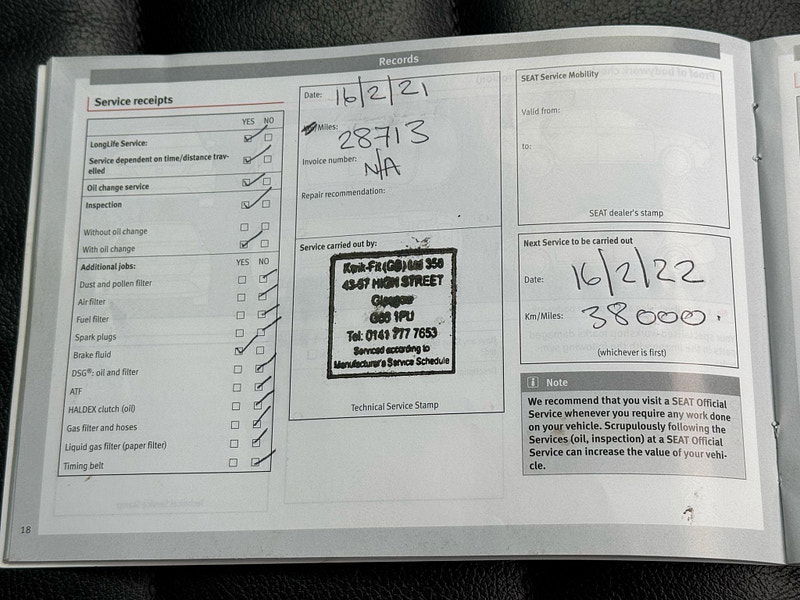 Records
Service receipts
YES NO
LongLife Service:
Service dependent on time/distance trav-
elled
Oil change service
Inspection
Without oil change
With oil change
Additional jobs: YES NO
Dust and pollen filter
Air filter
Fuel filter
Spark plugs
Brake fluid
DSG®: oil and filter
ATF
HALDEX clutch (oil)
Gas filter and hoses
Liquid gas filter (paper filter)
Timing belt
18
Date: 16/2/21
Miles:
28713
Invoice number: N/A
Repair recommendation:
Service carried out by:
Kwik-Fit (GB) Ltd 358
43-57 HIGH STREET
Glasgow
1PU
Tel: 0141 777 7653
Serviced according to
Manufacturer's Service Schedule
Technical Service Stamp
SEAT Service Mobility
Valid from:
to:
SEAT dealer's stamp
Next Service to be carried out
Date: 16/2/22
Km/Miles: 38000.
(whichever is first)
i Note
We recommend that you visit a SEAT Official
Service whenever you require any work done
on your vehicle. Scrupulously following the
Services (oil, inspection) at a SEAT Official
Service can increase the value of your vehi-
cle.